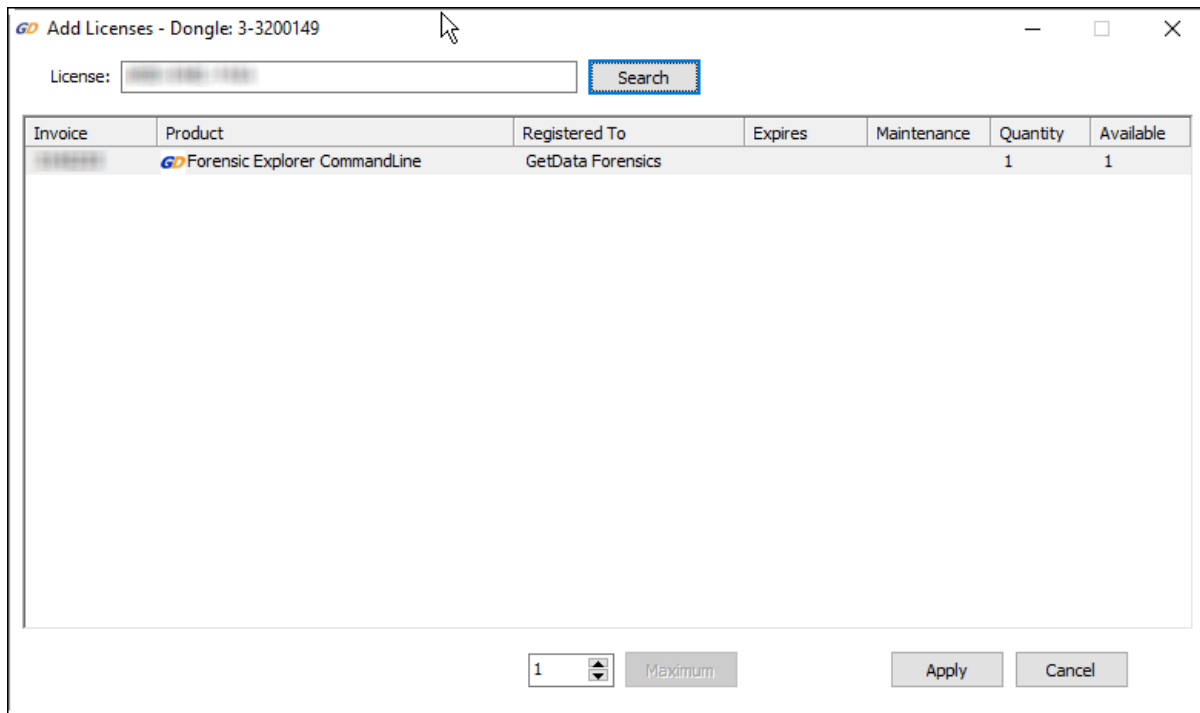 GD Add Licenses - Dongle: 3-3200149
License: Search
Invoice Product Registered To Expires Maintenance Quantity Available
GD Forensic Explorer CommandLine GetData Forensics 1 1
1 Maximum Apply Cancel